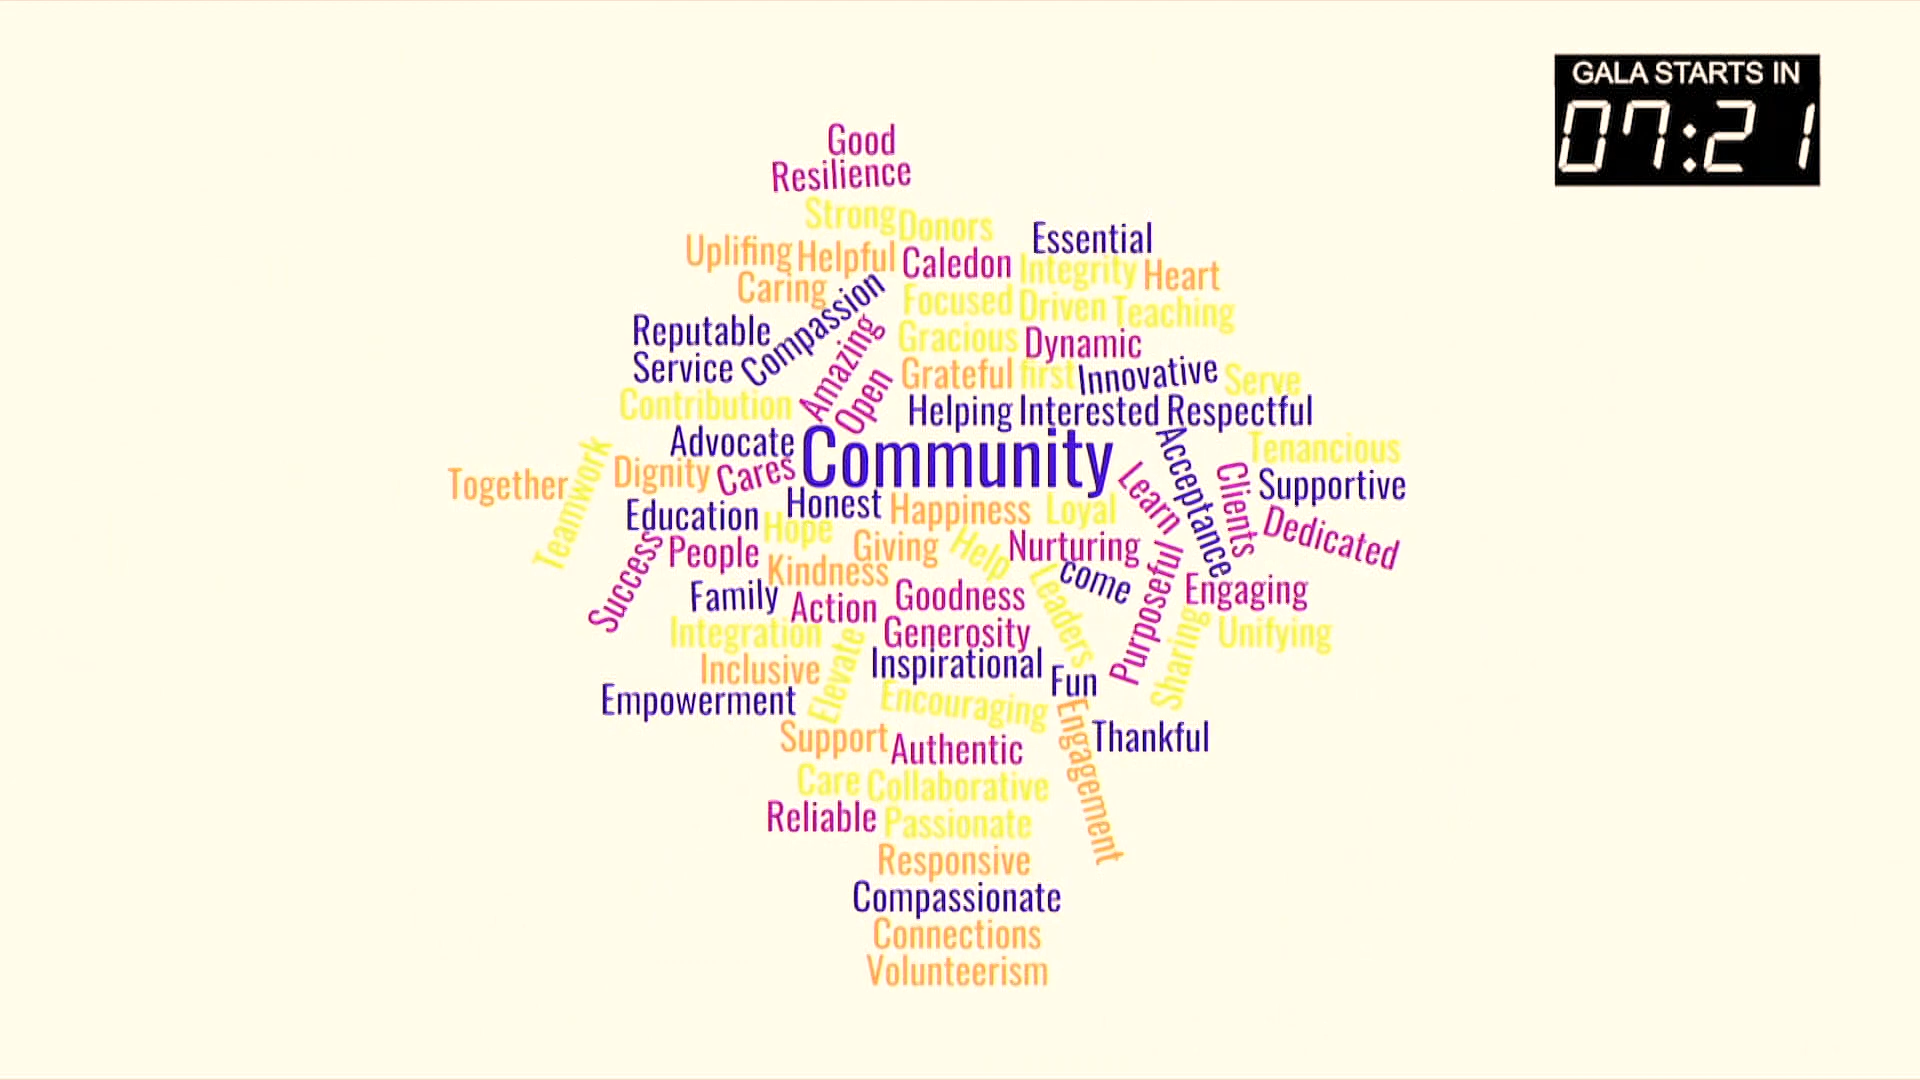 GALA STARTS IN
07:21
Good
Resilience
Strong
Donors
Essential
Uplifing
Helpful
Caledon
Integrity
Heart
Caring
Compassion
Focused
Driven
Teaching
Reputable
Amazing
Gracious
Dynamic
Service
Open
Grateful
first
Innovative
Serve
Contribution
Helping
Interested
Respectful
Advocate
Community
Acceptance
Tenancious
Together
Teamwork
Dignity
Cares
Learn
Clients
Supportive
Education
Honest
Happiness
Loyal
Dedicated
Hope
Success
People
Giving
Help
Nurturing
Kindness
come
Purposeful
Engaging
Family
Action
Goodness
Leaders
Sharing
Integration
Generosity
Unifying
Inclusive
Elevate
Inspirational
Fun
Empowerment
Encouraging
Engagement
Support
Authentic
Thankful
Care
Collaborative
Reliable
Passionate
Responsive
Compassionate
Connections
Volunteerism